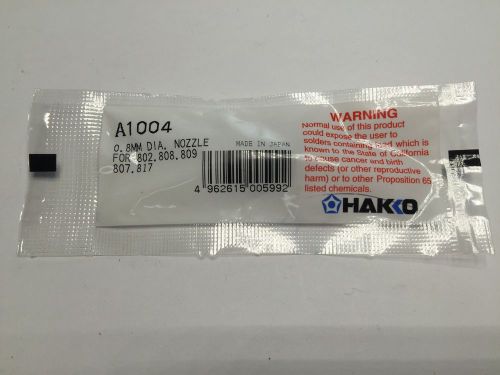 A1004
0.8MM DIA. NOZZLE
FOR 802.808.809
807.817
MADE IN JAPAN
4 962615 005992
WARNING
Normal use of this product
could expose the user to
solders containing lead which is
known to the State of California
to cause cancer and birth
defects (or other reproductive
harm) or to other Proposition 65
listed chemicals.
HAKKO